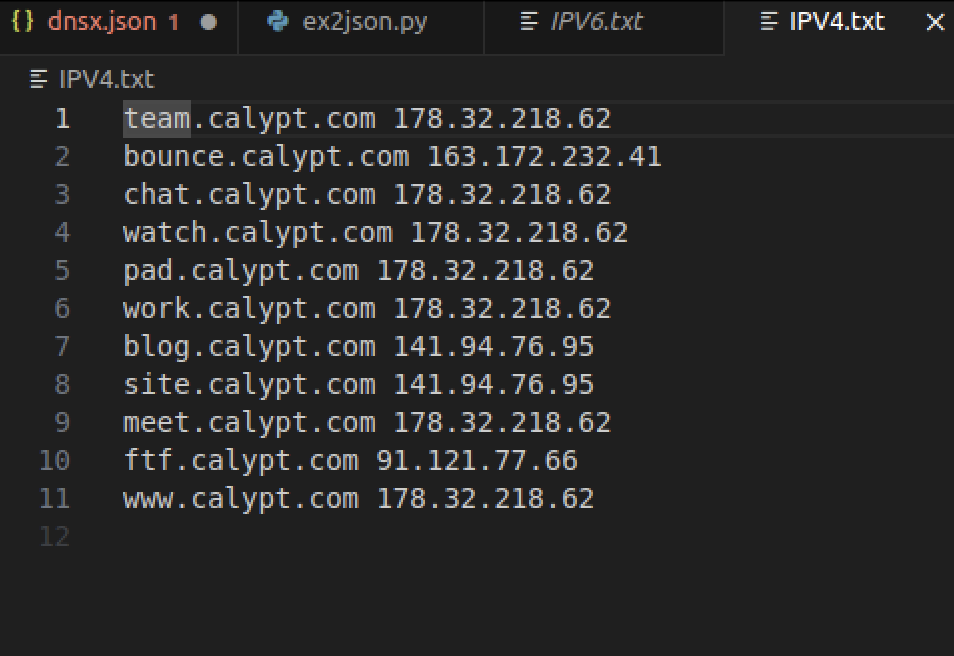 {} dnsx.json 1 ● ex2json.py IPV6.txt IPV4.txt ×
IPV4.txt
1 team.calypt.com 178.32.218.62
2 bounce.calypt.com 163.172.232.41
3 chat.calypt.com 178.32.218.62
4 watch.calypt.com 178.32.218.62
5 pad.calypt.com 178.32.218.62
6 work.calypt.com 178.32.218.62
7 blog.calypt.com 141.94.76.95
8 site.calypt.com 141.94.76.95
9 meet.calypt.com 178.32.218.62
10 ftf.calypt.com 91.121.77.66
11 www.calypt.com 178.32.218.62
12